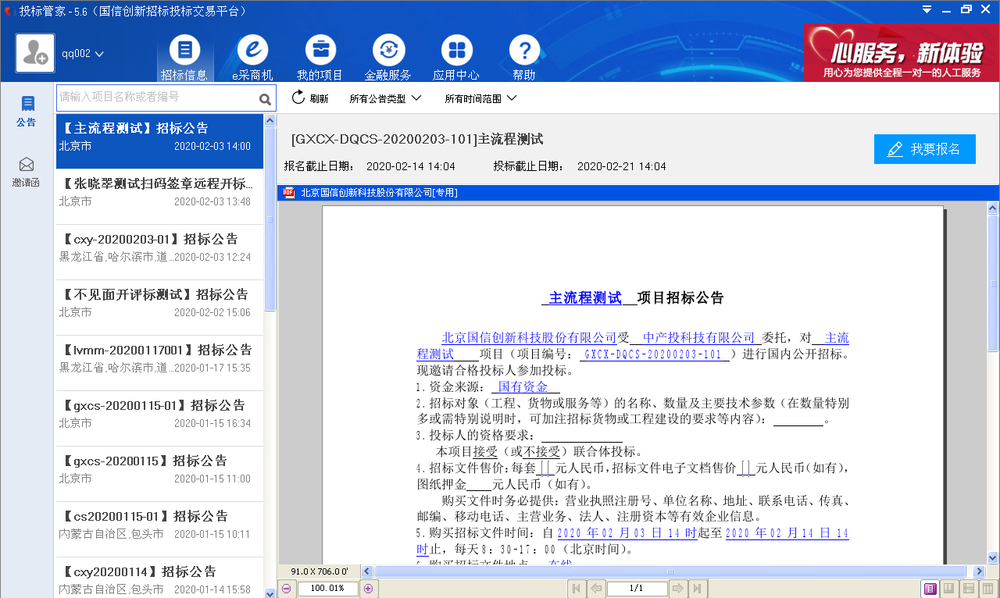 投标管家 - 5.6（国信创新招标投标交易平台）
qq002
招标信息
e采商机
我的项目
金融服务
应用中心
帮助
心服务，新体验
用心为您提供全程一对一的人工服务
公告
邀请函
请输入项目名称或者编号
刷新
所有公告类型
所有时间范围
【主流程测试】招标公告
北京市 2020-02-03 14:00
【张晓翠测试扫码签章远程开标...
北京市 2020-02-03 13:48
【cxy-20200203-01】招标公告
黑龙江省,哈尔滨市,道...2020-02-03 12:24
【不见面开评标测试】招标公告
北京市 2020-02-02 15:06
【lvmm-20200117001】招标公告
黑龙江省,哈尔滨市,道...2020-01-17 15:35
【gxcs-20200115-01】招标公告
北京市 2020-01-15 16:34
【gxcs-20200115】招标公告
北京市 2020-01-15 11:00
【cs20200115-01】招标公告
内蒙古自治区,包头市 2020-01-15 10:11
【cxy20200114】招标公告
内蒙古自治区,包头市 2020-01-14 15:58
[GXCX-DQCS-20200203-101]主流程测试
报名截止日期： 2020-02-14 14:04 投标截止日期： 2020-02-21 14:04
我要报名
PDF 北京国信创新科技股份有限公司[专用]
主流程测试 项目招标公告
北京国信创新科技股份有限公司受 中产投科技有限公司 委托，对 主流
程测试 项目（项目编号： GXCX-DQCS-20200203-101 ）进行国内公开招标。
现邀请合格投标人参加投标。
1.资金来源： 国有资金
2.招标对象（工程、货物或服务等）的名称、数量及主要技术参数（在数量特别
多或需特别说明时，可加注招标货物或工程建设的要求等内容）： 。
3.投标人的资格要求：
本项目接受（或不接受）联合体投标。
4.招标文件售价：每套[ ]元人民币，招标文件电子文档售价[ ]元人民币（如有），
图纸押金 元人民币（如有）。
购买文件时务必提供：营业执照注册号、单位名称、地址、联系电话、传真、
邮编、移动电话、主营业务、法人、注册资本等有效企业信息。
5.购买招标文件时间：自 2020 年 02 月 03 日 14 时起至 2020 年 02 月 14 日 14
时止，每天 8：30-17：00（北京时间）。
6.购买招标文件地点： 在线
91.0 X 706.0 0'
100.01%
1/1